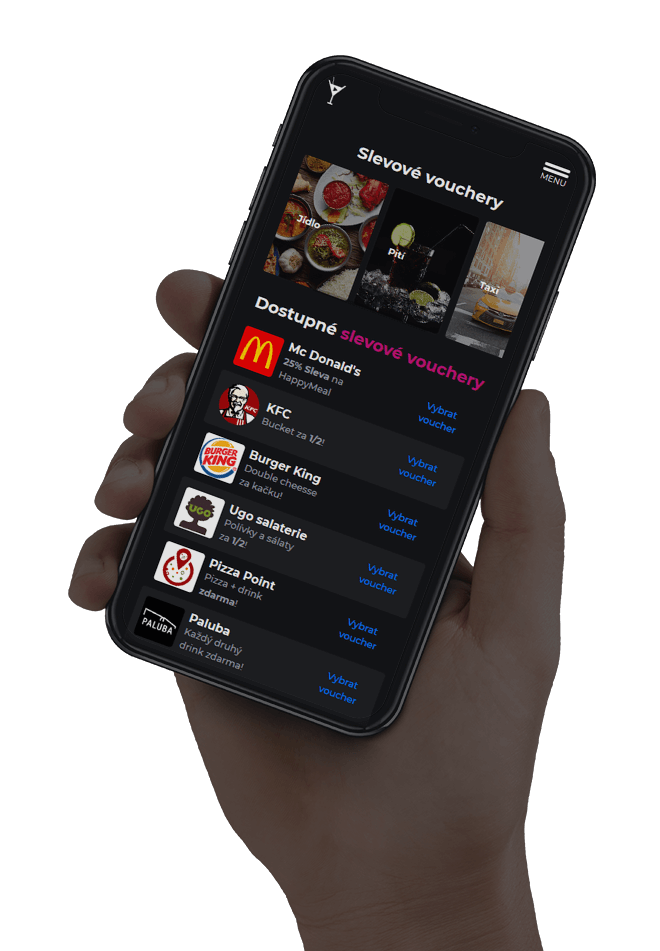 MENU
Slevové vouchery
Jídlo
Pití
Taxi
Dostupné slevové vouchery
Mc Donald's
25% Sleva na
HappyMeal
Vybrat
voucher
KFC
KFC
Bucket za 1/2!
Vybrat
voucher
BURGER
KING
Burger King
Double cheesse
za kačku!
Vybrat
voucher
UGO
Ugo salaterie
Polívky a saláty
za 1/2!
Vybrat
voucher
Pizza Point
Pizza + drink
zdarma!
Vybrat
voucher
PALUBA
Paluba
Každý druhý
drink zdarma!
Vybrat
voucher